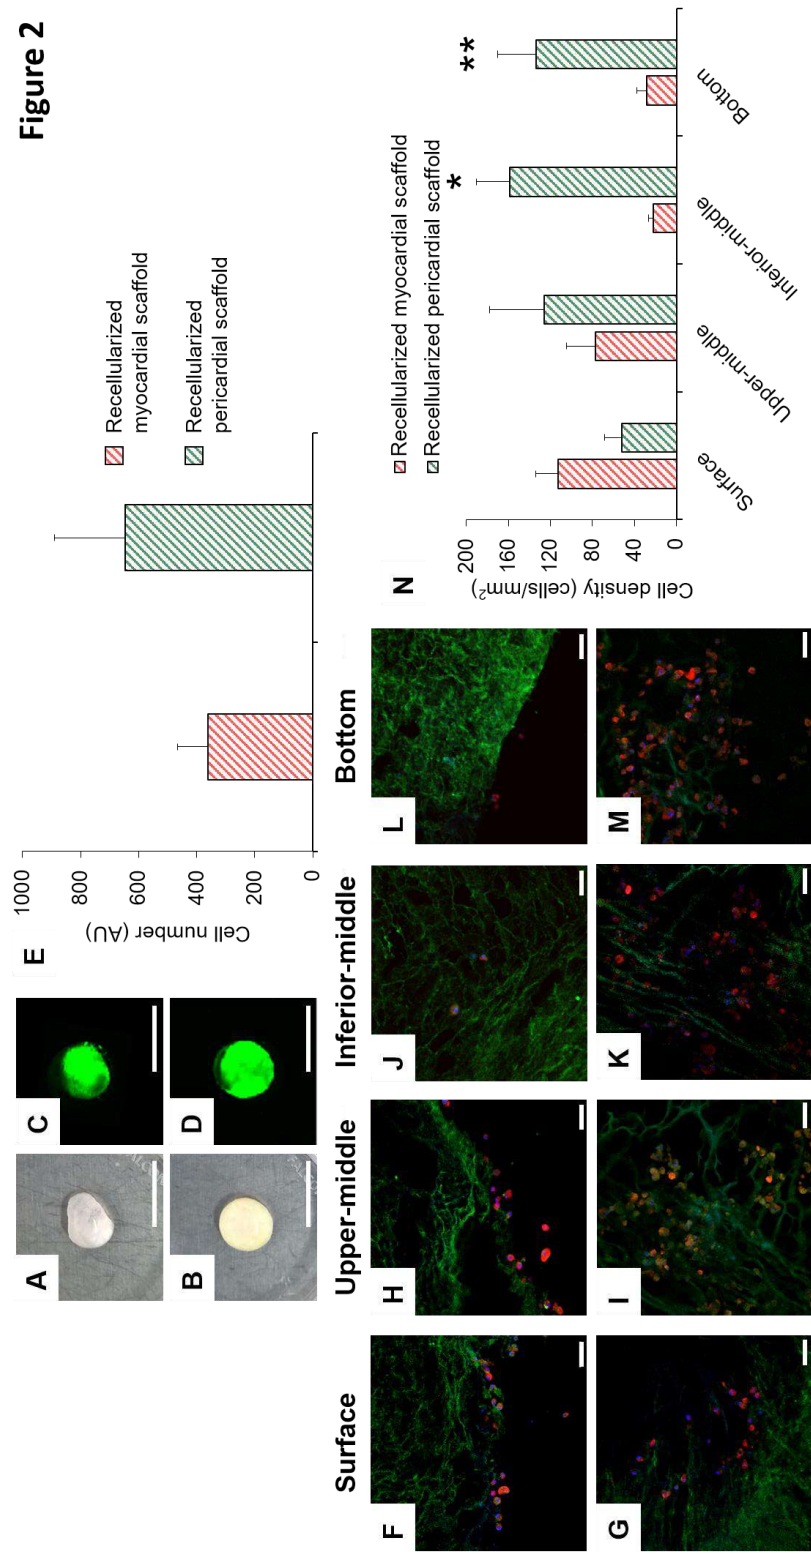 Figure 2
A
C
B
D
E
Cell number (AU)
1000
800
600
400
200
0
Recellularized
myocardial scaffold
Recellularized
pericardial scaffold
Surface
Upper-middle
Inferior-middle
Bottom
F
H
J
L
G
I
K
M
N
Recellularized myocardial scaffold
Recellularized pericardial scaffold
Cell density (cells/mm²)
200
160
120
80
40
0
*
**
Surface
Upper-middle
Inferior-middle
Bottom